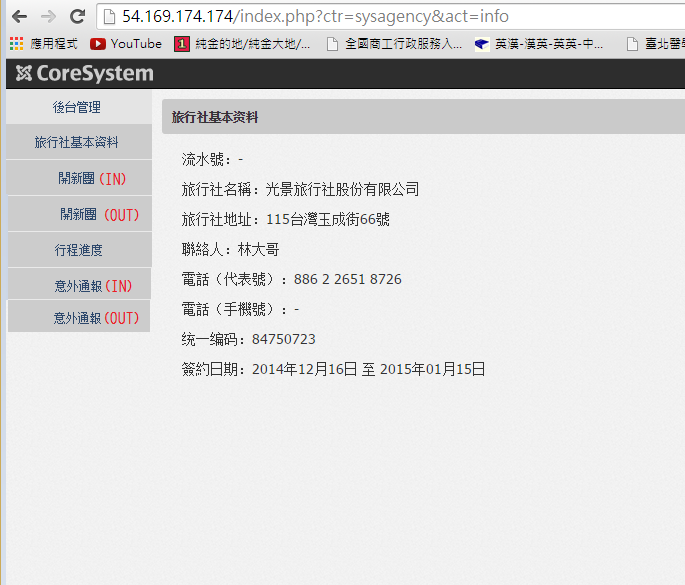 54.169.174.174/index.php?ctr=sysagency&act=info
應用程式 YouTube 1 純金的地/純金大地/... 全國商工行政服務入... 英漢-漢英-英英-中... 臺北醫
CoreSystem
後台管理
旅行社基本资料
開新團(IN)
開新團 (OUT)
行程進度
意外通報(IN)
意外通報(OUT)
旅行社基本资料
流水號：-
旅行社名稱：光景旅行社股份有限公司
旅行社地址：115台灣玉成街66號
聯絡人：林大哥
電話（代表號）：886 2 2651 8726
電話（手機號）：-
统一编码：84750723
簽約日期：2014年12月16日 至 2015年01月15日